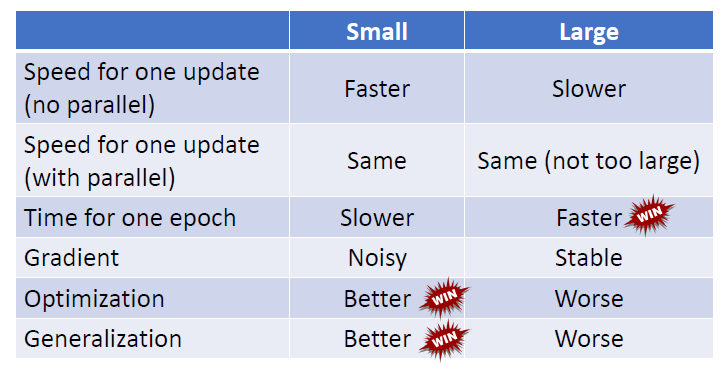 Small Large
Speed for one update
(no parallel)
Faster Slower
Speed for one update
(with parallel)
Same Same (not too large)
Time for one epoch Slower Faster WIN
Gradient Noisy Stable
Optimization Better WIN Worse
Generalization Better WIN Worse